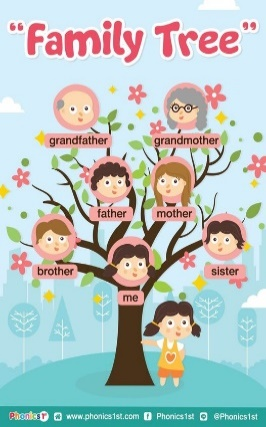 "Family Tree"
grandfather grandmother
father mother
brother sister
me
Phonics1st www.phonics1st.com Phonics1st @Phonics1st